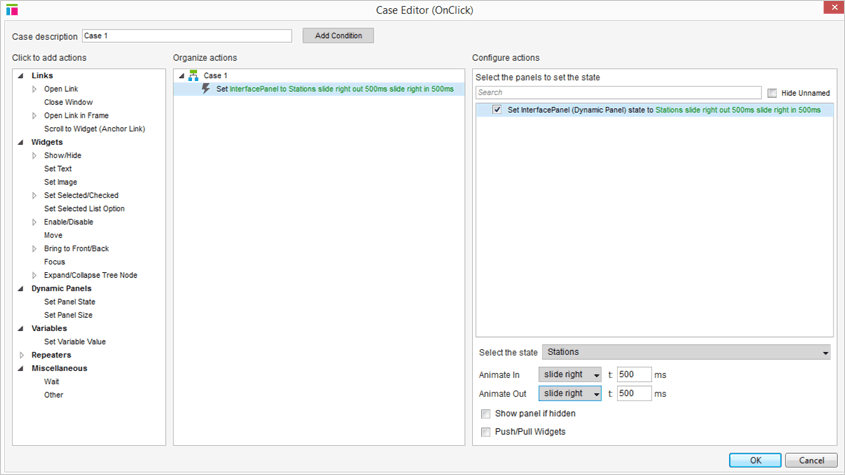 Case Editor (OnClick)
Case description
Case 1
Add Condition
Click to add actions
Links
Open Link
Close Window
Open Link in Frame
Scroll to Widget (Anchor Link)
Widgets
Show/Hide
Set Text
Set Image
Set Selected/Checked
Set Selected List Option
Enable/Disable
Move
Bring to Front/Back
Focus
Expand/Collapse Tree Node
Dynamic Panels
Set Panel State
Set Panel Size
Variables
Set Variable Value
Repeaters
Miscellaneous
Wait
Other
Organize actions
Case 1
Set InterfacePanel to Stations slide right out 500ms slide right in 500ms
Configure actions
Select the panels to set the state
Search
Hide Unnamed
Set InterfacePanel (Dynamic Panel) state to Stations slide right out 500ms slide right in 500ms
Select the state Stations
Animate In slide right t: 500 ms
Animate Out slide right t: 500 ms
Show panel if hidden
Push/Pull Widgets
OK
Cancel